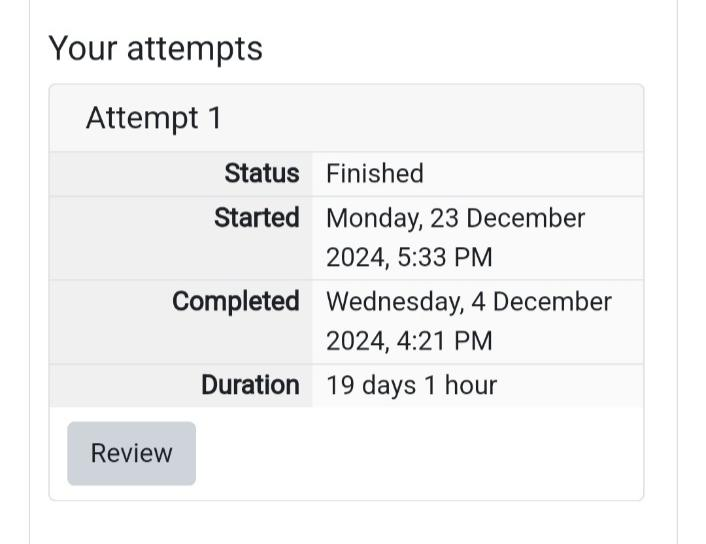 Your attempts
Attempt 1
Status Finished
Started Monday, 23 December
2024, 5:33 PM
Completed Wednesday, 4 December
2024, 4:21 PM
Duration 19 days 1 hour
Review